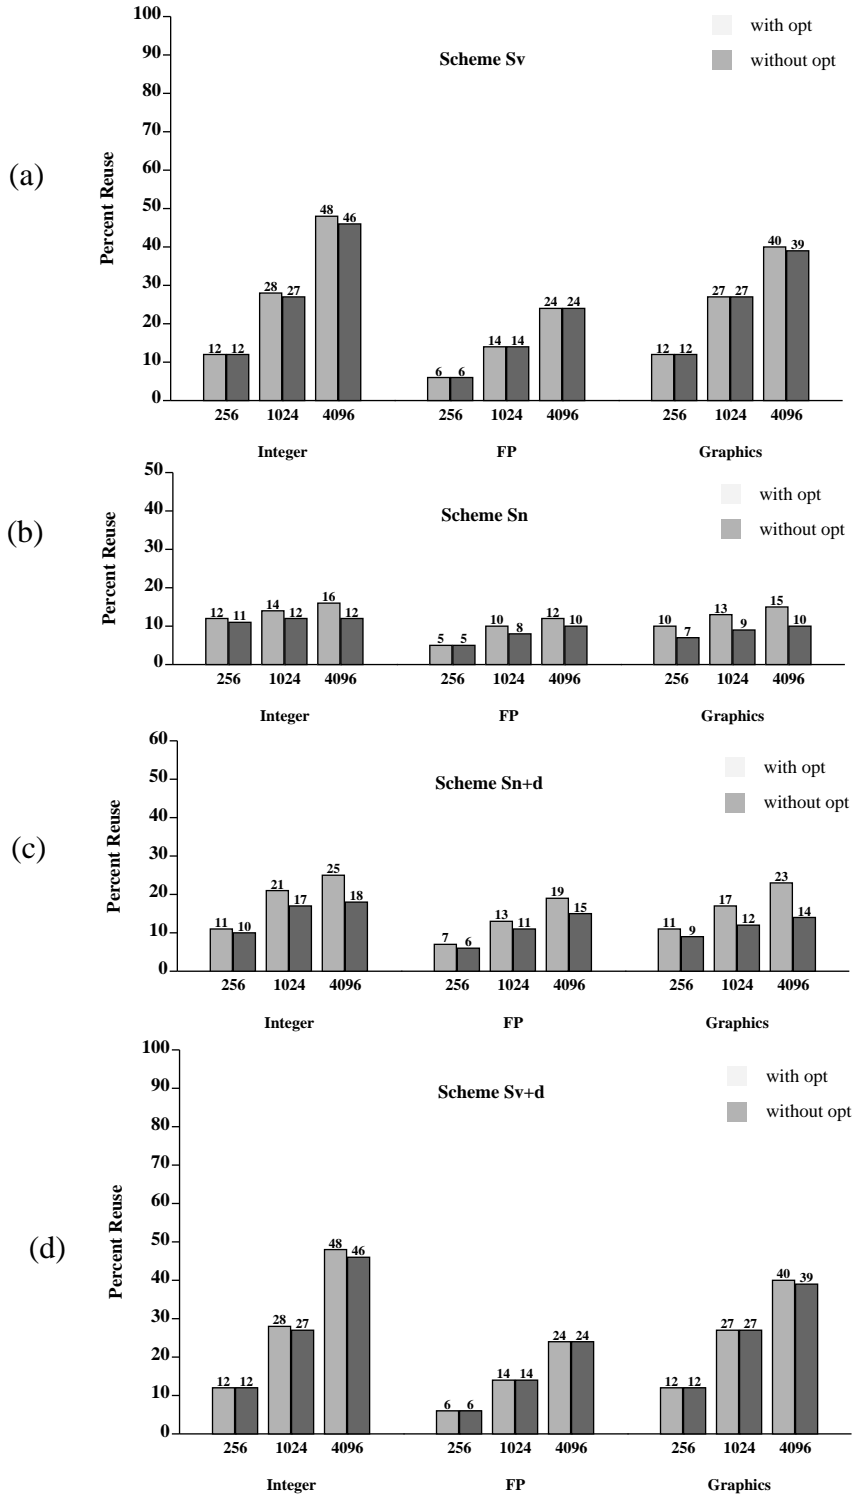 100
with opt
90
Scheme Sv
without opt
80
70
(a)
Percent Reuse
60
50
48 46
40
40 39
30
28 27
27 27
24 24
20
14 14
12 12
12 12
10
6 6
0
256 1024 4096 256 1024 4096 256 1024 4096
Integer FP Graphics
50
with opt
40
Scheme Sn
without opt
(b)
Percent Reuse
30
20
12 11 14 12 16 12
5 5 10 8 12 10
10 7 13 9 15 10
10
0
256 1024 4096 256 1024 4096 256 1024 4096
Integer FP Graphics
60
with opt
50
Scheme Sn+d
without opt
40
(c)
Percent Reuse
30
20
11 10 21 17 25 18
7 6 13 11 19 15
11 9 17 12 23 14
10
0
256 1024 4096 256 1024 4096 256 1024 4096
Integer FP Graphics
100
with opt
90
Scheme Sv+d
without opt
80
70
60
(d)
Percent Reuse
50
48 46
40
40 39
30
28 27
27 27
24 24
20
14 14
12 12
12 12
10
6 6
0
256 1024 4096 256 1024 4096 256 1024 4096
Integer FP Graphics